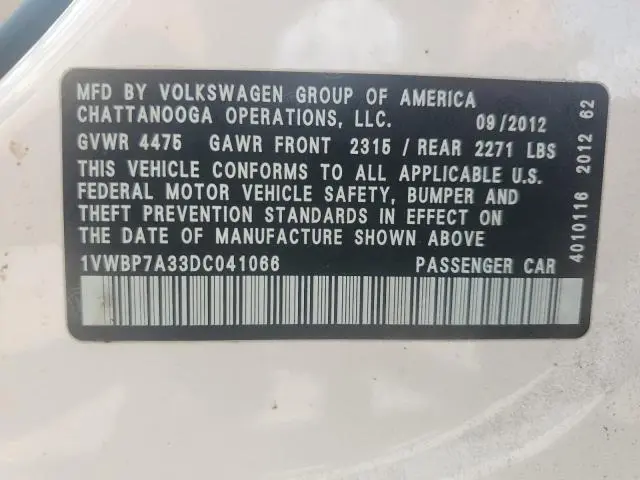 MFD BY VOLKSWAGEN GROUP OF AMERICA
CHATTANOOGA OPERATIONS, LLC. 09/2012
GVWR 4475 GAWR FRONT 2315 / REAR 2271 LBS
THIS VEHICLE CONFORMS TO ALL APPLICABLE U.S.
FEDERAL MOTOR VEHICLE SAFETY, BUMPER AND
THEFT PREVENTION STANDARDS IN EFFECT ON
THE DATE OF MANUFACTURE SHOWN ABOVE
1VWBP7A33DC041066 PASSENGER CAR
4010116 2012 62